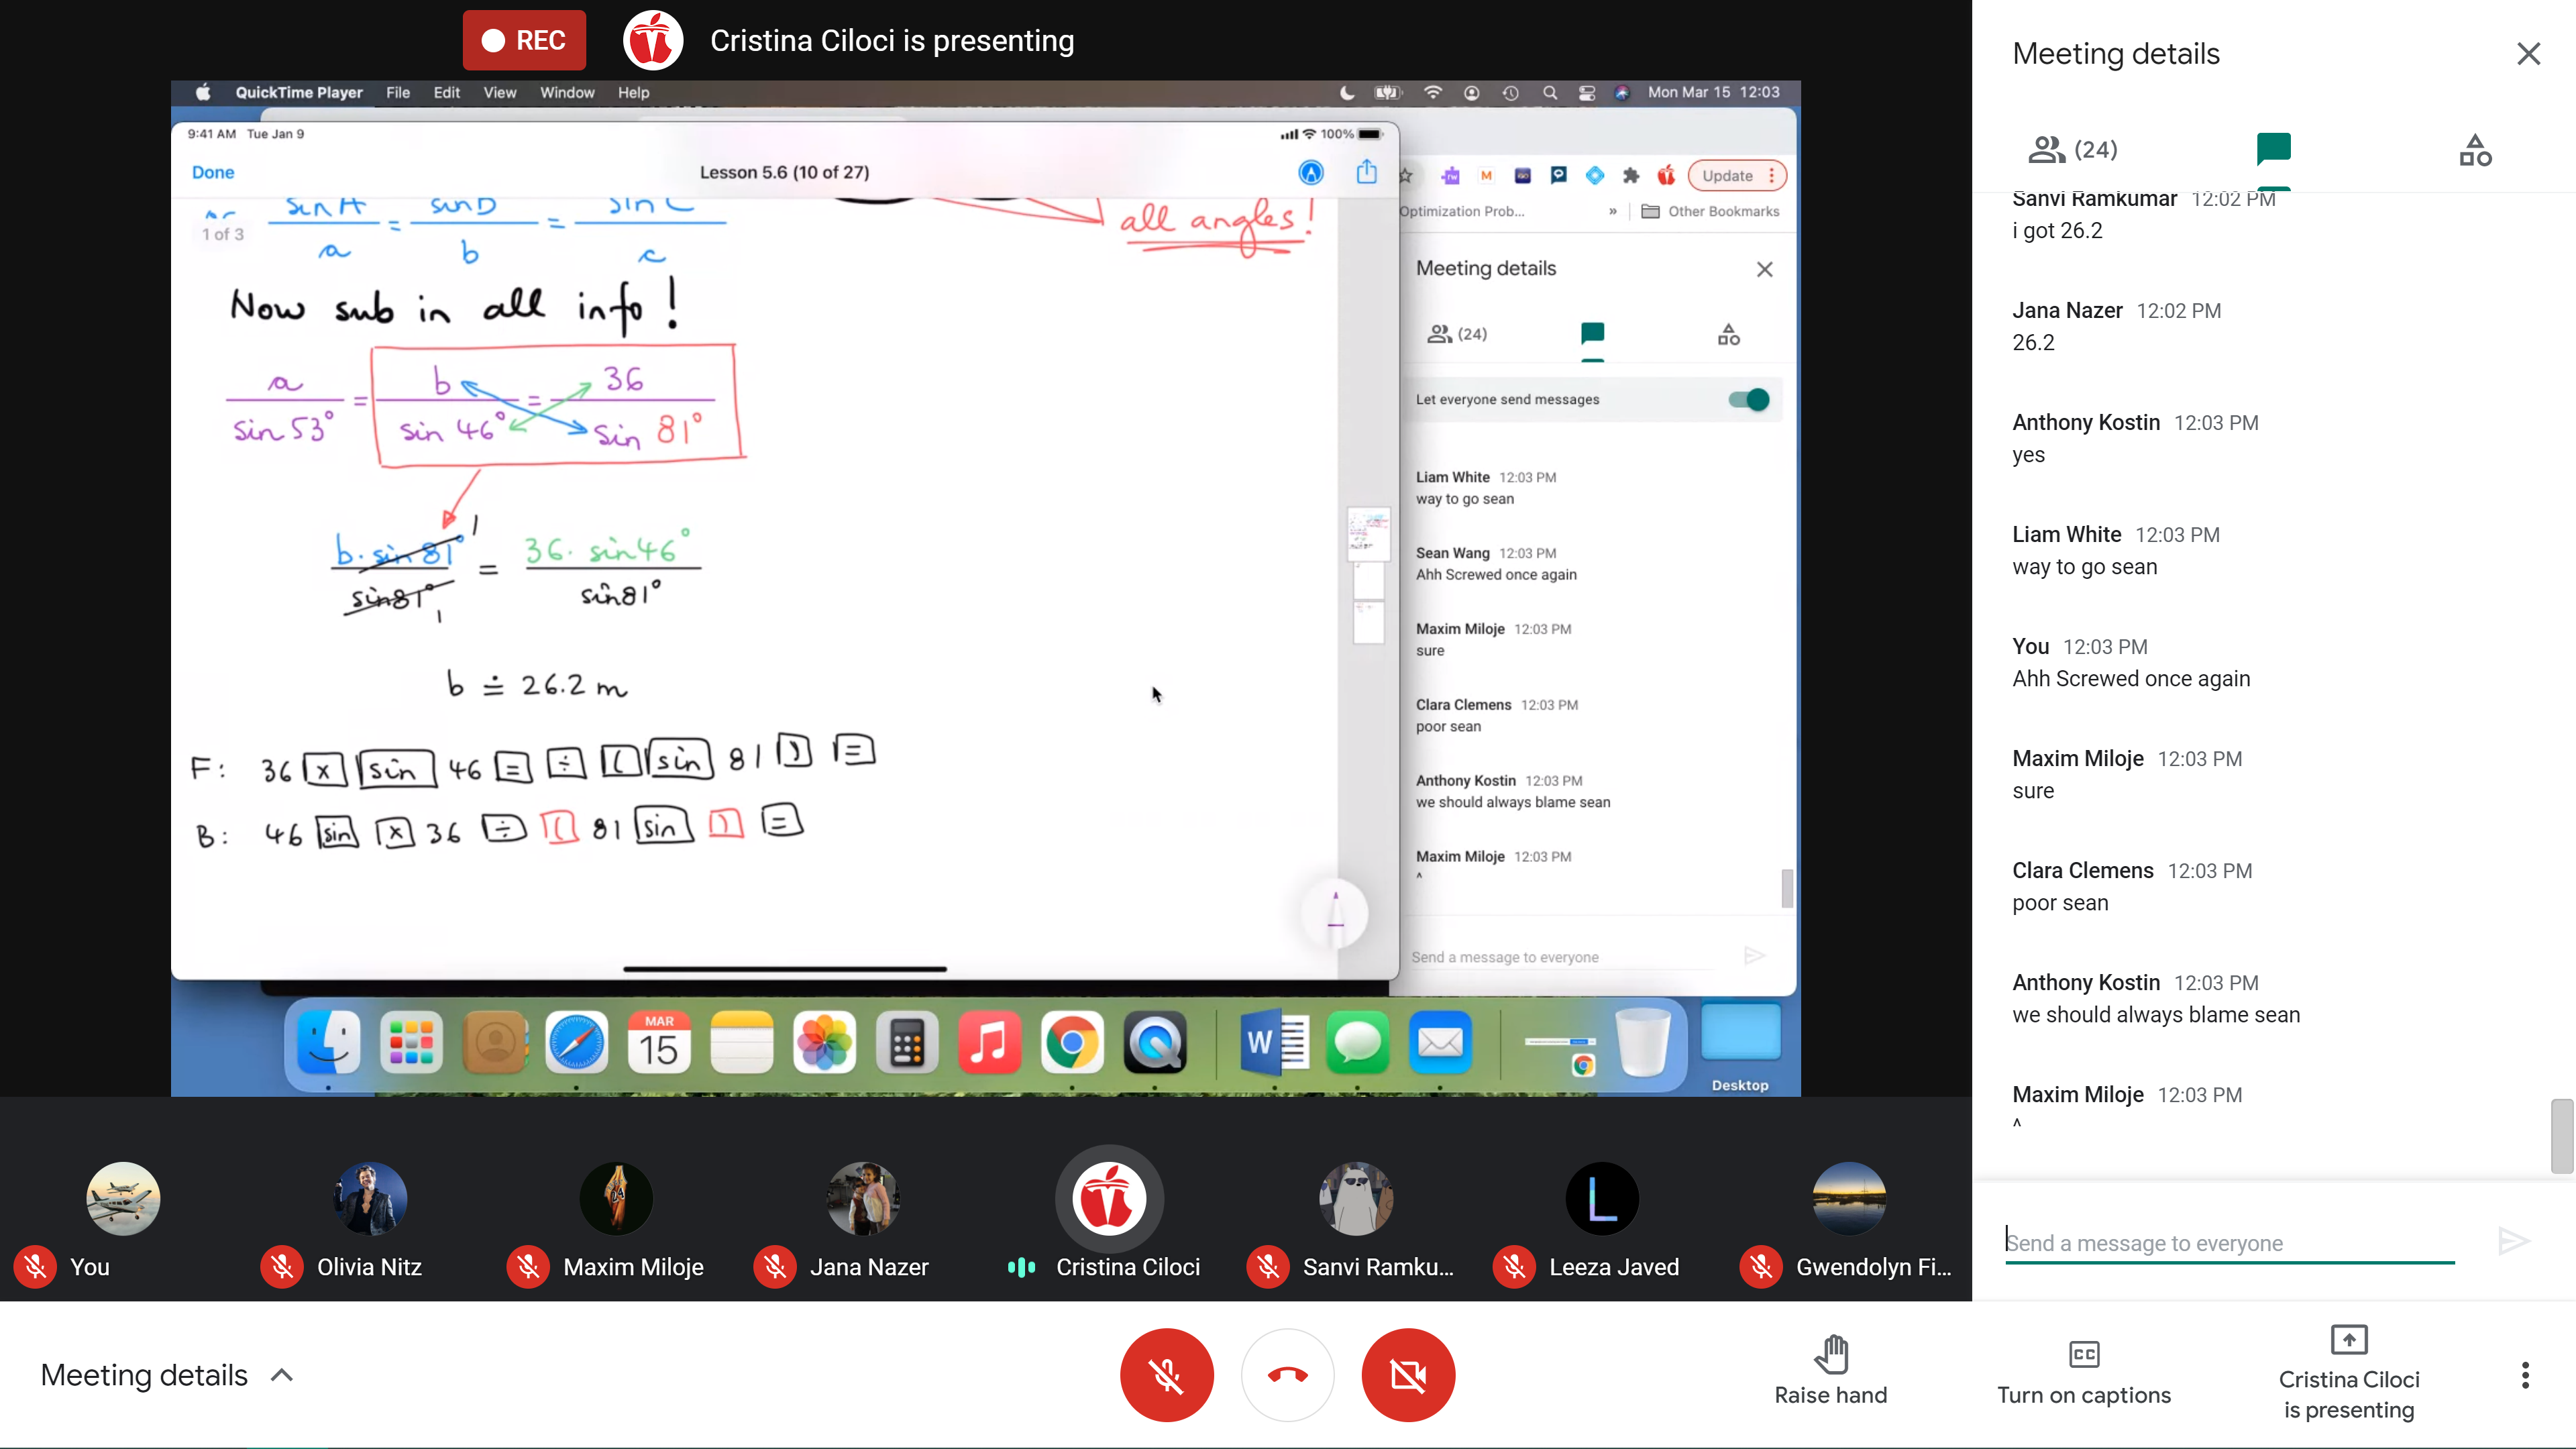 REC
Cristina Ciloci is presenting
QuickTime Player File Edit View Window Help
Mon Mar 15 12:03
9:41 AM Tue Jan 9
100%
Done
Lesson 5.6 (10 of 27)
1 of 3
sin A / a = sin B / b = sin C / c
all angles!
Now sub in all info!
a / sin 53° = b / sin 46° = 36 / sin 81°
b · sin 81° / sin 81° = 36 · sin 46° / sin 81°
1
1
b ≐ 26.2 m
F: 36 x sin 46 = ÷ ( sin 81 ) =
B: 46 sin x 36 ÷ ( 81 sin ) =
Update
Optimization Prob...
»
Other Bookmarks
Meeting details
(24)
Let everyone send messages
Liam White 12:03 PM
way to go sean
Sean Wang 12:03 PM
Ahh Screwed once again
Maxim Miloje 12:03 PM
sure
Clara Clemens 12:03 PM
poor sean
Anthony Kostin 12:03 PM
we should always blame sean
Maxim Miloje 12:03 PM
^
Send a message to everyone
MAR
15
W
Desktop
You
Olivia Nitz
Maxim Miloje
Jana Nazer
Cristina Ciloci
Sanvi Ramku...
L
Leeza Javed
Gwendolyn Fi...
Meeting details
(24)
Sanvi Ramkumar 12:02 PM
i got 26.2
Jana Nazer 12:02 PM
26.2
Anthony Kostin 12:03 PM
yes
Liam White 12:03 PM
way to go sean
You 12:03 PM
Ahh Screwed once again
Maxim Miloje 12:03 PM
sure
Clara Clemens 12:03 PM
poor sean
Anthony Kostin 12:03 PM
we should always blame sean
Maxim Miloje 12:03 PM
^
Send a message to everyone
Meeting details
Raise hand
CC
Turn on captions
Cristina Ciloci
is presenting